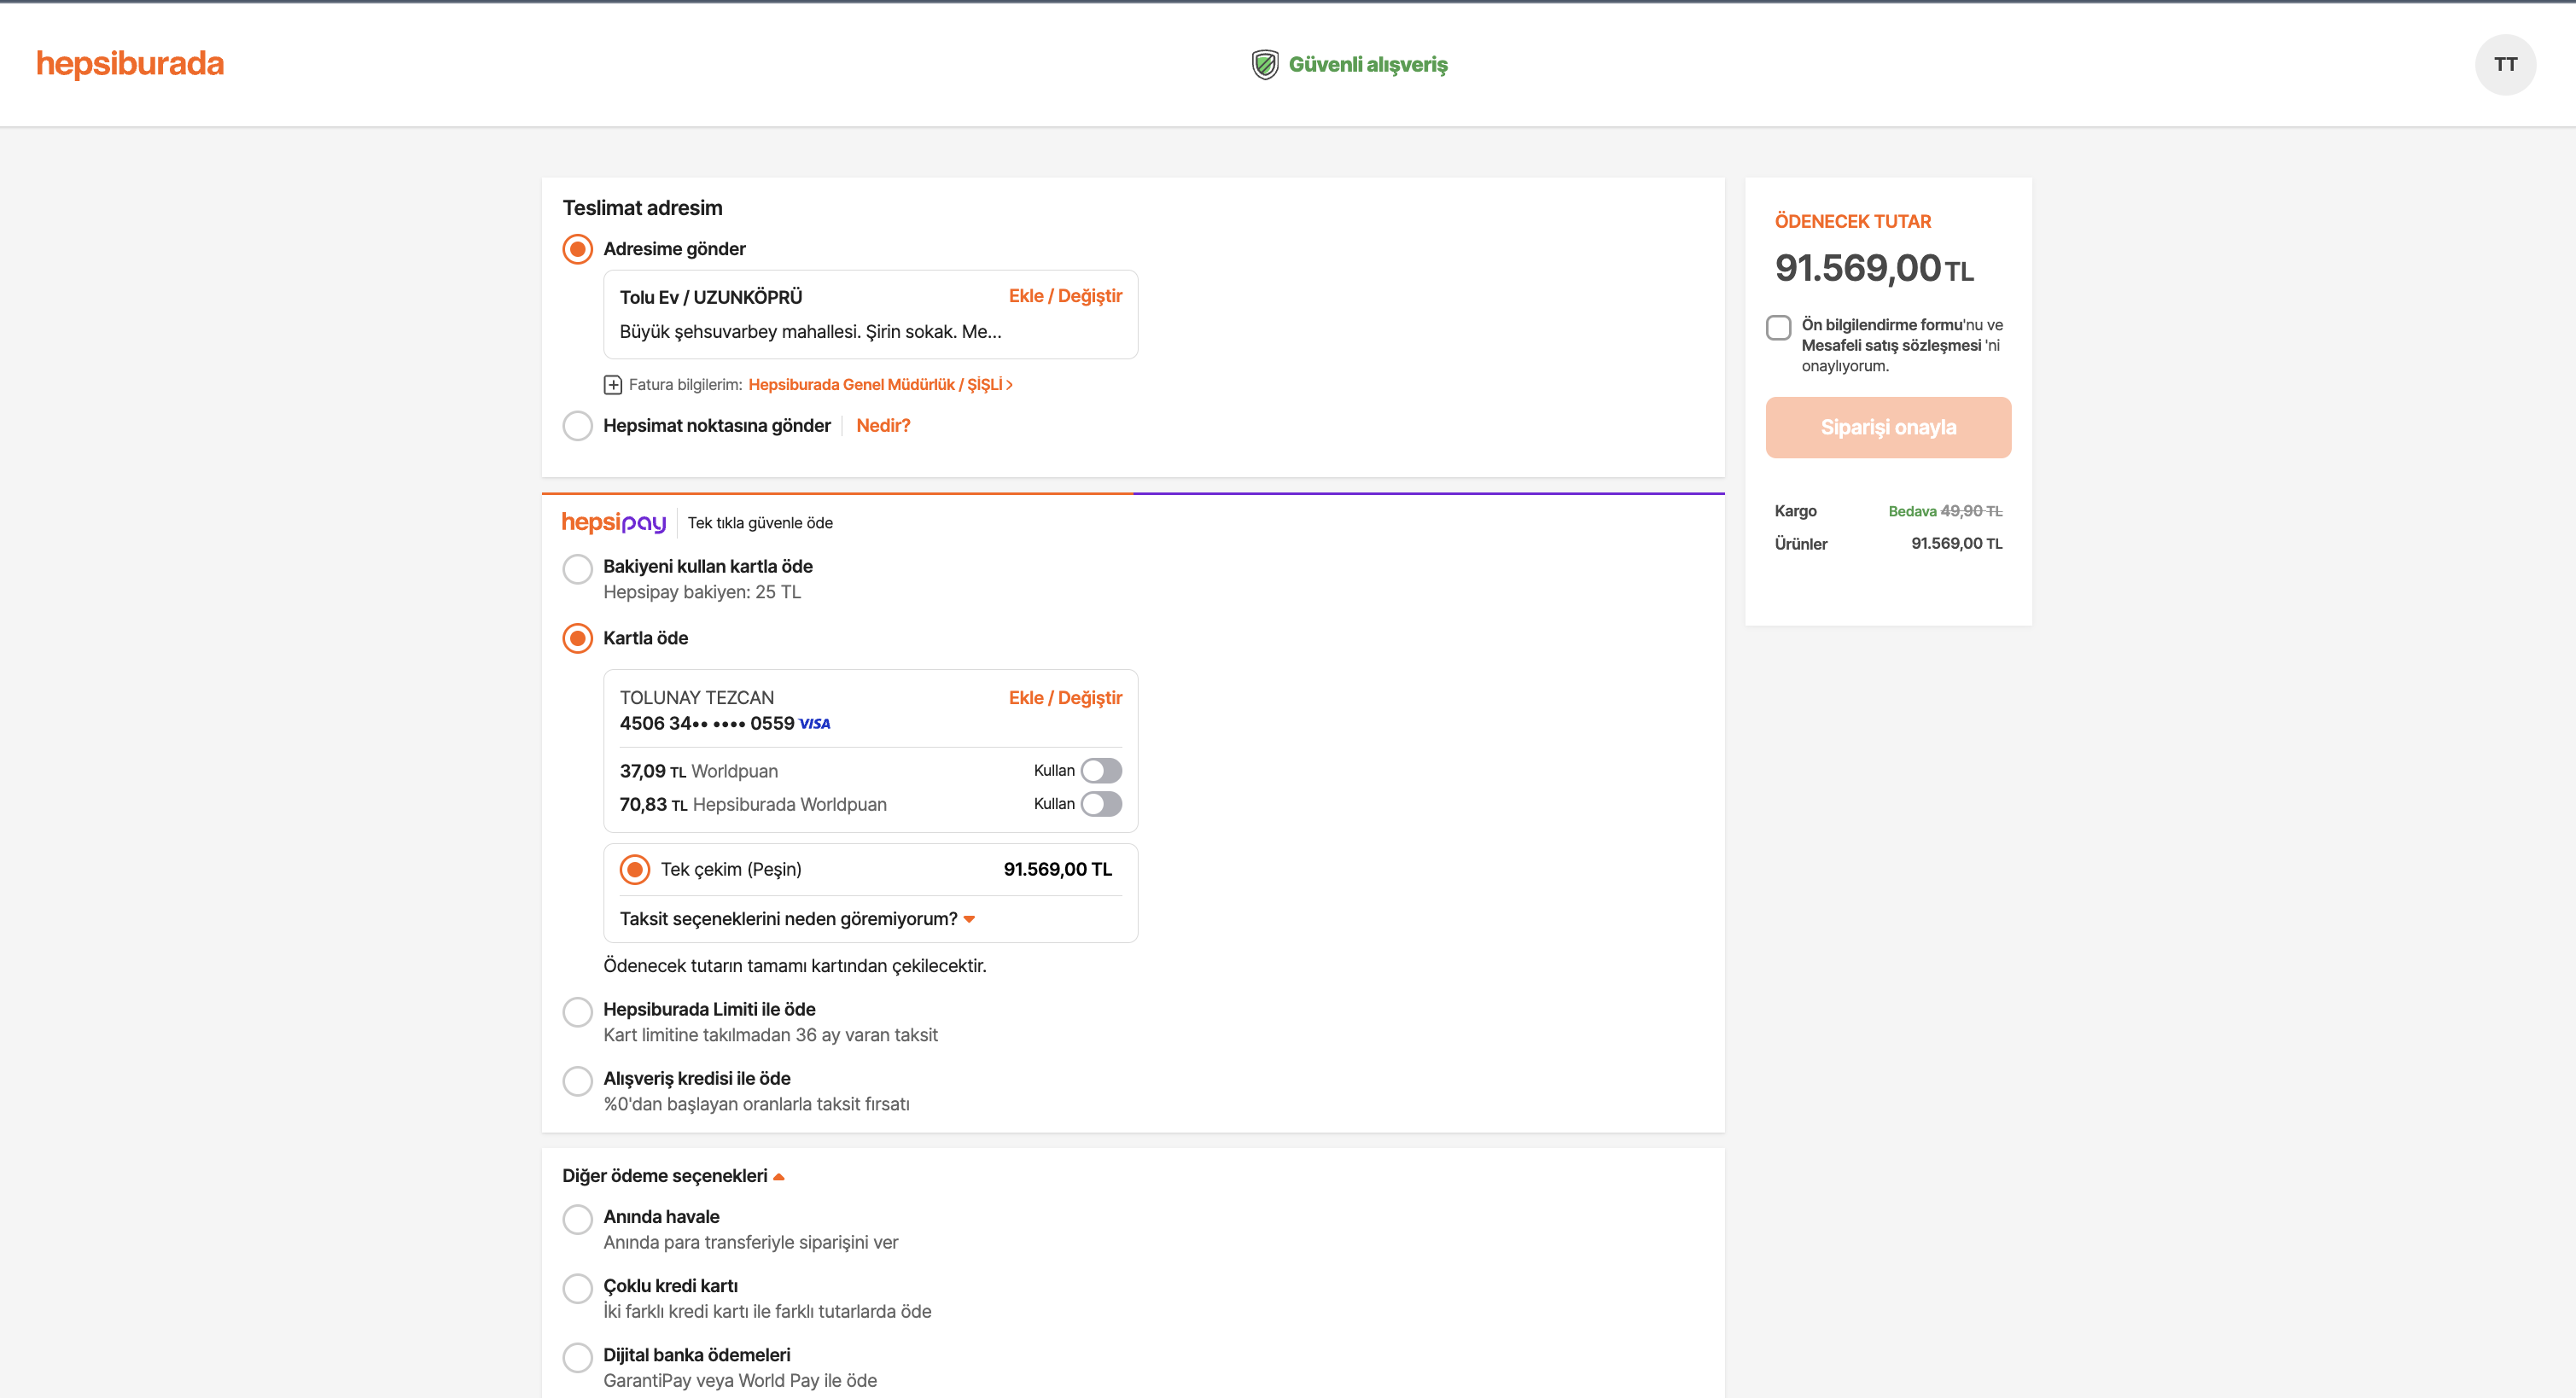 hepsiburada
Güvenli alışveriş
TT
Teslimat adresim
Adresime gönder
Tolu Ev / UZUNKÖPRÜ
Ekle / Değiştir
Büyük şehsuvarbey mahallesi. Şirin sokak. Me...
Fatura bilgilerim: Hepsiburada Genel Müdürlük / ŞİŞLİ >
Hepsimat noktasına gönder
Nedir?
hepsipay
Tek tıkla güvenle öde
Bakiyeni kullan kartla öde
Hepsipay bakiyen: 25 TL
Kartla öde
TOLUNAY TEZCAN
Ekle / Değiştir
4506 34•• •••• 0559 VISA
37,09 TL Worldpuan
Kullan
70,83 TL Hepsiburada Worldpuan
Kullan
Tek çekim (Peşin)
91.569,00 TL
Taksit seçeneklerini neden göremiyorum?
Ödenecek tutarın tamamı kartından çekilecektir.
Hepsiburada Limiti ile öde
Kart limitine takılmadan 36 ay varan taksit
Alışveriş kredisi ile öde
%0'dan başlayan oranlarla taksit fırsatı
Diğer ödeme seçenekleri
Anında havale
Anında para transferiyle siparişini ver
Çoklu kredi kartı
İki farklı kredi kartı ile farklı tutarlarda öde
Dijital banka ödemeleri
GarantiPay veya World Pay ile öde
ÖDENECEK TUTAR
91.569,00 TL
Ön bilgilendirme formu'nu ve
Mesafeli satış sözleşmesi 'ni
onaylıyorum.
Siparişi onayla
Kargo
Bedava 49,90 TL
Ürünler
91.569,00 TL